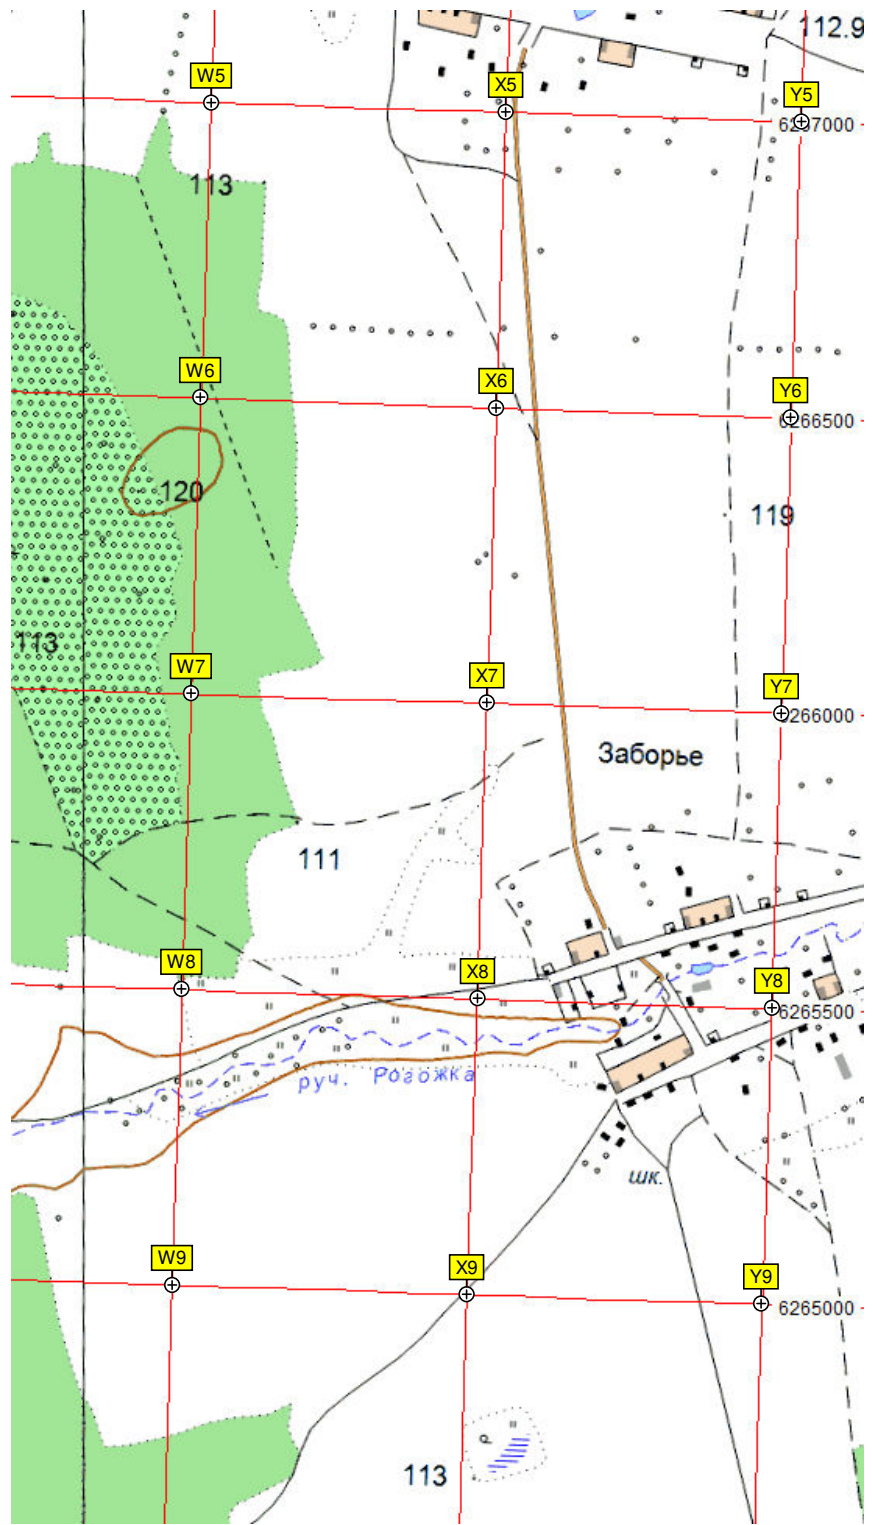 112.9
W5
X5
Y5
6267000
113
W6
X6
Y6
6266500
120
119
113
W7
X7
Y7
6266000
Заборье
111
W8
X8
Y8
6265500
руч. Рогожка
шк.
W9
X9
Y9
6265000
113